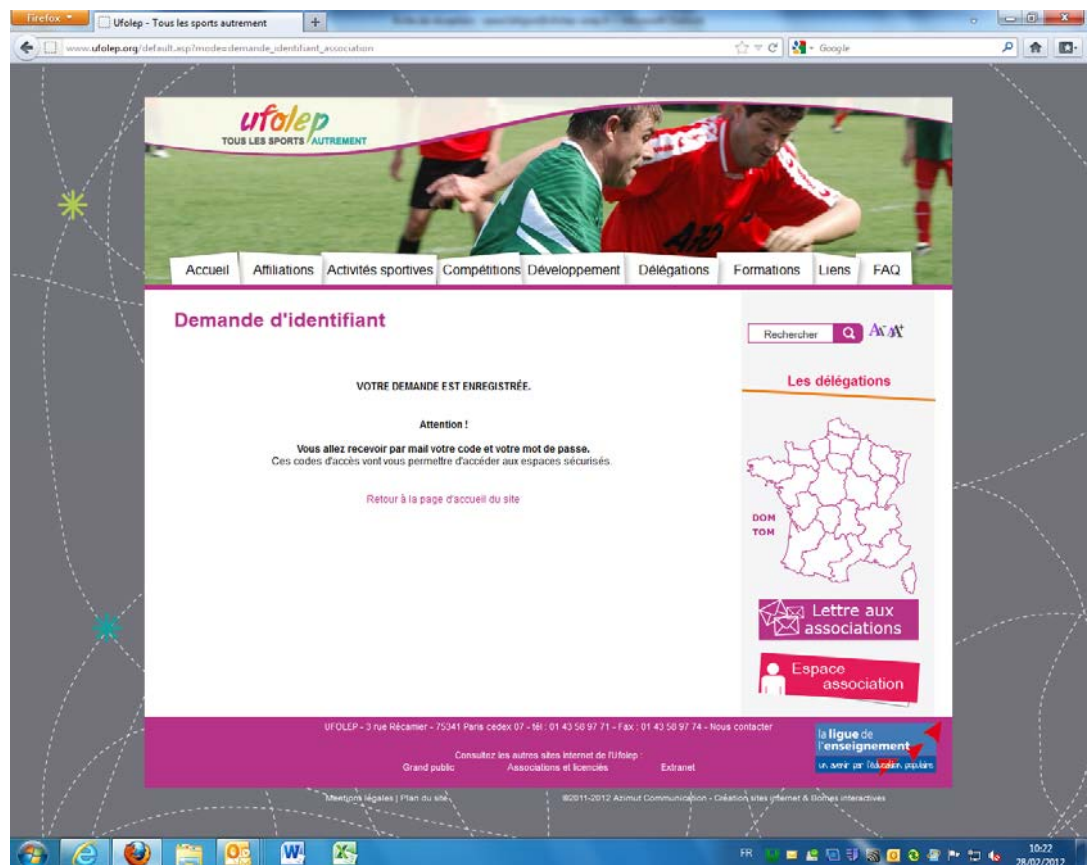 Firefox
Ufolep - Tous les sports autrement
www.ufolep.org/default.asp?mode=demande_identifiant_association
Google
ufolep
TOUS LES SPORTS AUTREMENT
Accueil Affiliations Activités sportives Compétitions Développement Délégations Formations Liens FAQ
Demande d'identifiant
Rechercher
VOTRE DEMANDE EST ENREGISTRÉE.
Attention !
Vous allez recevoir par mail votre code et votre mot de passe.
Ces codes d'accès vont vous permettre d'accéder aux espaces sécurisés.
Retour à la page d'accueil du site
Les délégations
DOM
TOM
Lettre aux
associations
Espace
association
UFOLEP - 3 rue Récamier - 75341 Paris cedex 07 - tél : 01 43 58 97 71 - Fax : 01 43 58 97 74 - Nous contacter
Consultez les autres sites internet de l'Ufolep :
Grand public Associations et licenciés Extranet
la ligue de
l'enseignement
un avenir par l'éducation populaire
Mentions légales | Plan du site
©2011-2012 Azimut Communication - Création sites internet & Bornes interactives
FR
10:22
28/02/2012